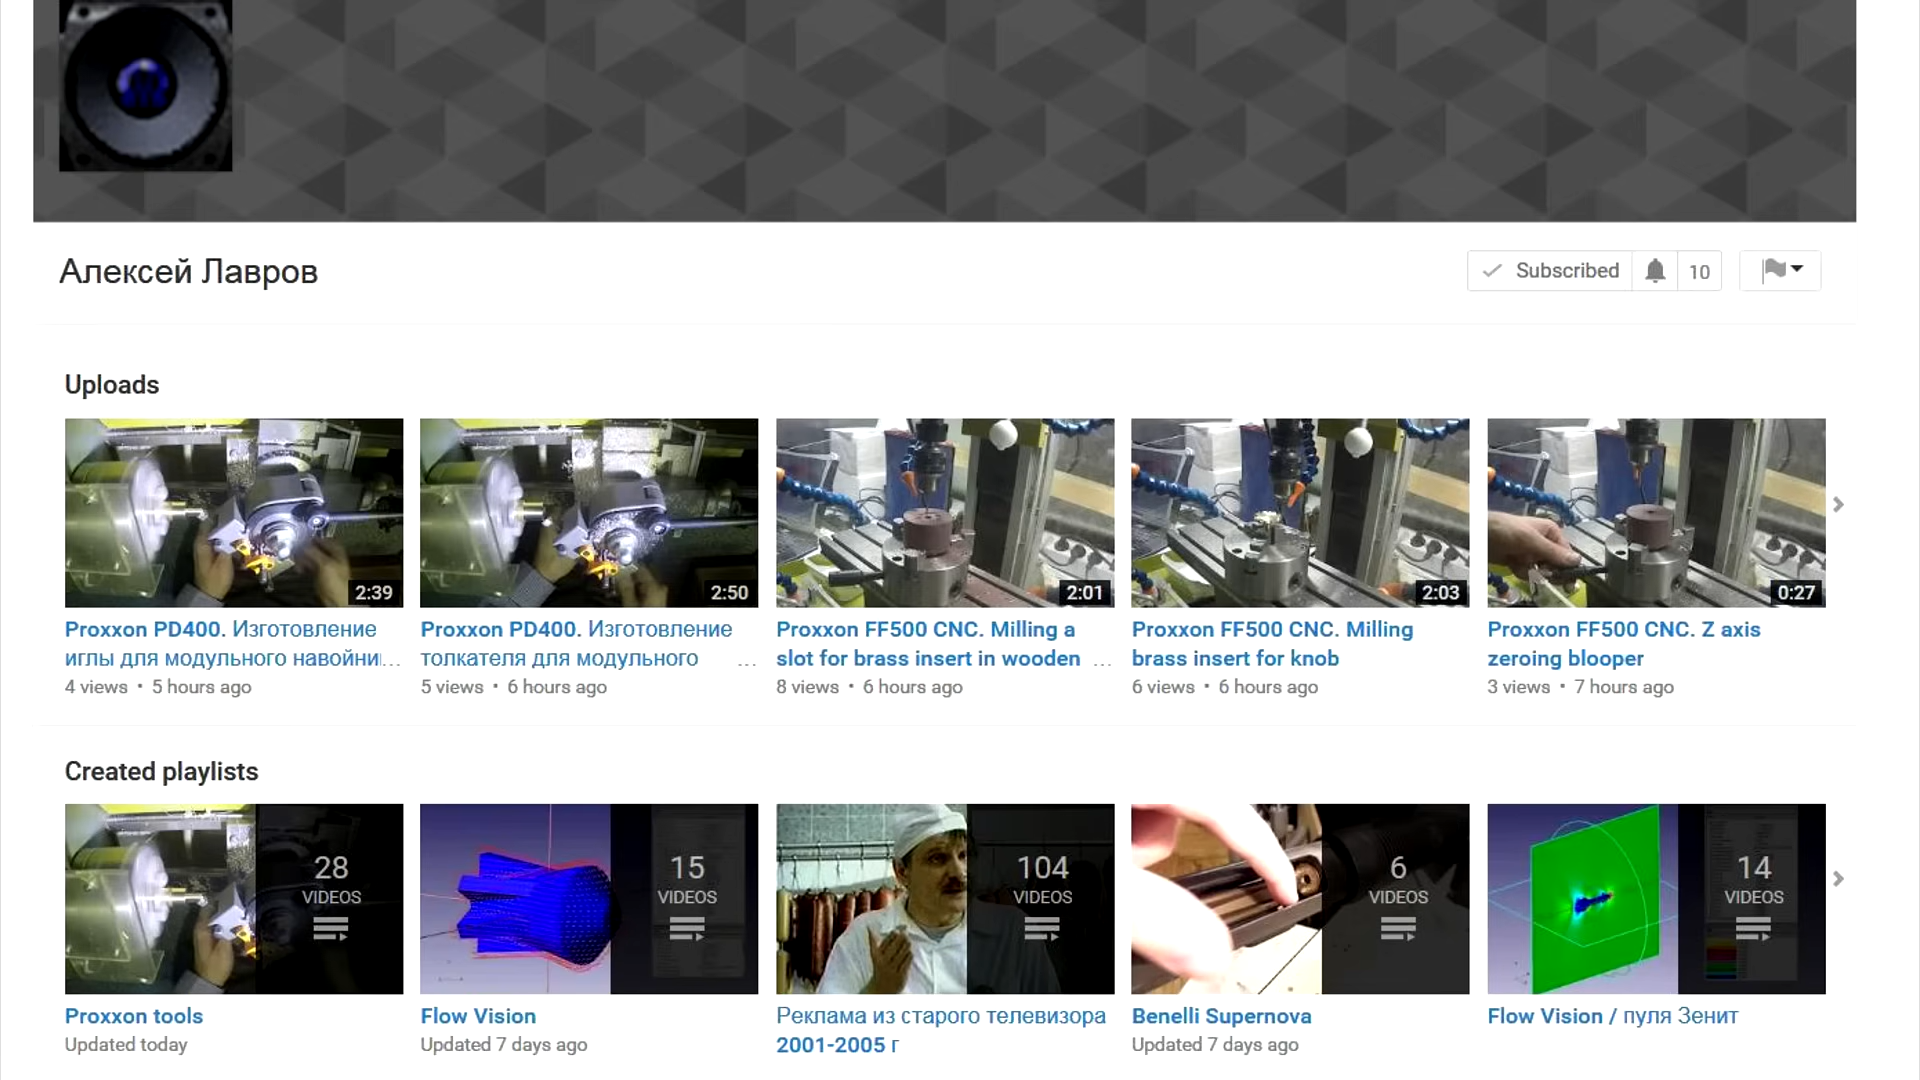 Алексей Лавров
Subscribed
10
Uploads
2:39
2:50
2:01
2:03
0:27
Proxxon PD400. Изготовление
иглы для модульного навойни...
4 views • 5 hours ago
Proxxon PD400. Изготовление
толкателя для модульного ...
5 views • 6 hours ago
Proxxon FF500 CNC. Milling a
slot for brass insert in wooden ...
8 views • 6 hours ago
Proxxon FF500 CNC. Milling
brass insert for knob
6 views • 6 hours ago
Proxxon FF500 CNC. Z axis
zeroing blooper
3 views • 7 hours ago
Created playlists
28
VIDEOS
15
VIDEOS
104
VIDEOS
6
VIDEOS
14
VIDEOS
Proxxon tools
Updated today
Flow Vision
Updated 7 days ago
Реклама из старого телевизора
2001-2005 г
Benelli Supernova
Updated 7 days ago
Flow Vision / пуля Зенит